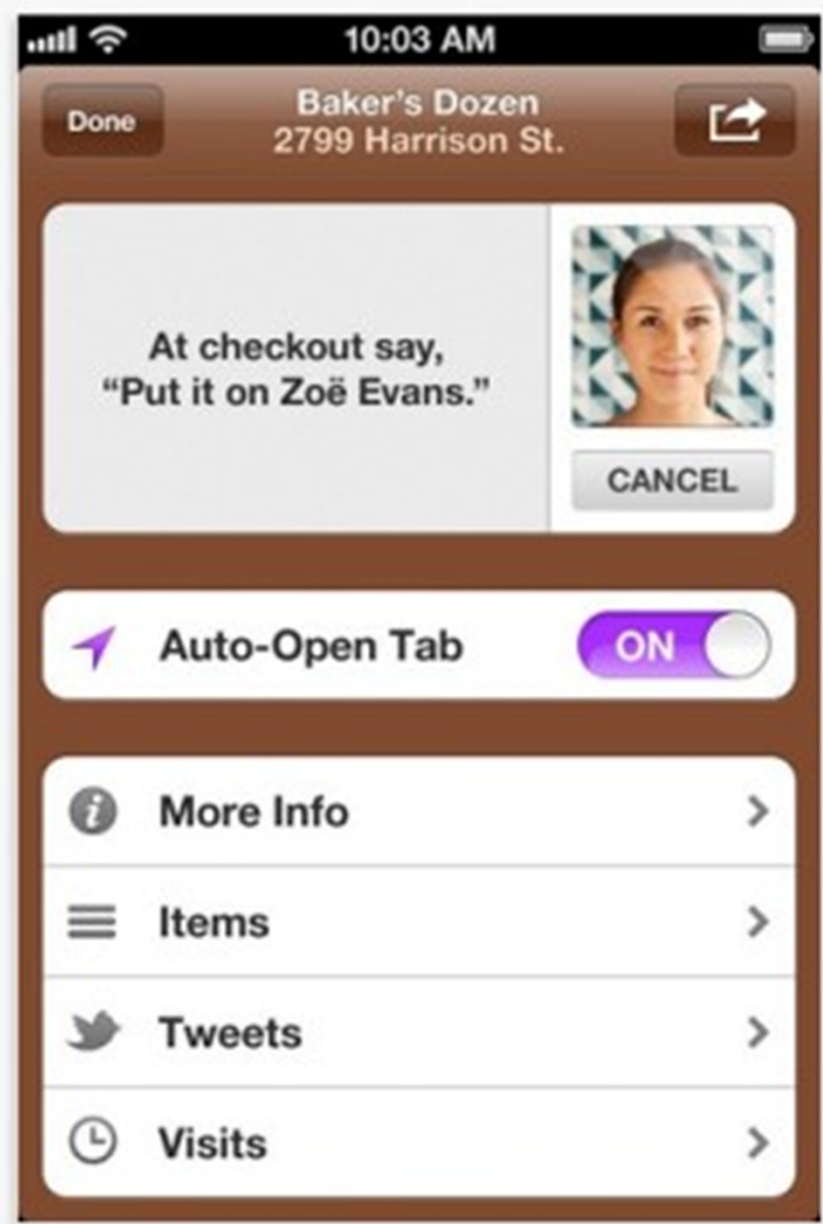 10:03 AM
Done
Baker's Dozen
2799 Harrison St.
At checkout say,
“Put it on Zoë Evans.”
CANCEL
Auto-Open Tab
ON
More Info
Items
Tweets
Visits